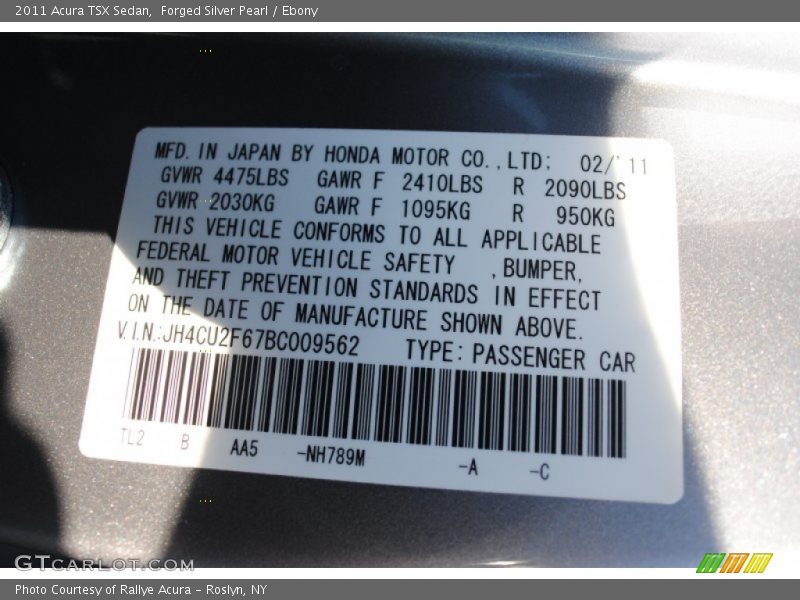 2011 Acura TSX Sedan,  Forged Silver Pearl / Ebony
MFD. IN JAPAN BY HONDA MOTOR CO.,LTD; 02/'11
GVWR 4475LBS GAWR F 2410LBS R 2090LBS
GVWR 2030KG GAWR F 1095KG R 950KG
THIS VEHICLE CONFORMS TO ALL APPLICABLE
FEDERAL MOTOR VEHICLE SAFETY ,BUMPER,
AND THEFT PREVENTION STANDARDS IN EFFECT
ON THE DATE OF MANUFACTURE SHOWN ABOVE.
V.I.N.:JH4CU2F67BC009562 TYPE:PASSENGER CAR
TL2 B AA5 -NH789M -A -C
GTCARLOT.COM
Photo Courtesy of Rallye Acura - Roslyn, NY